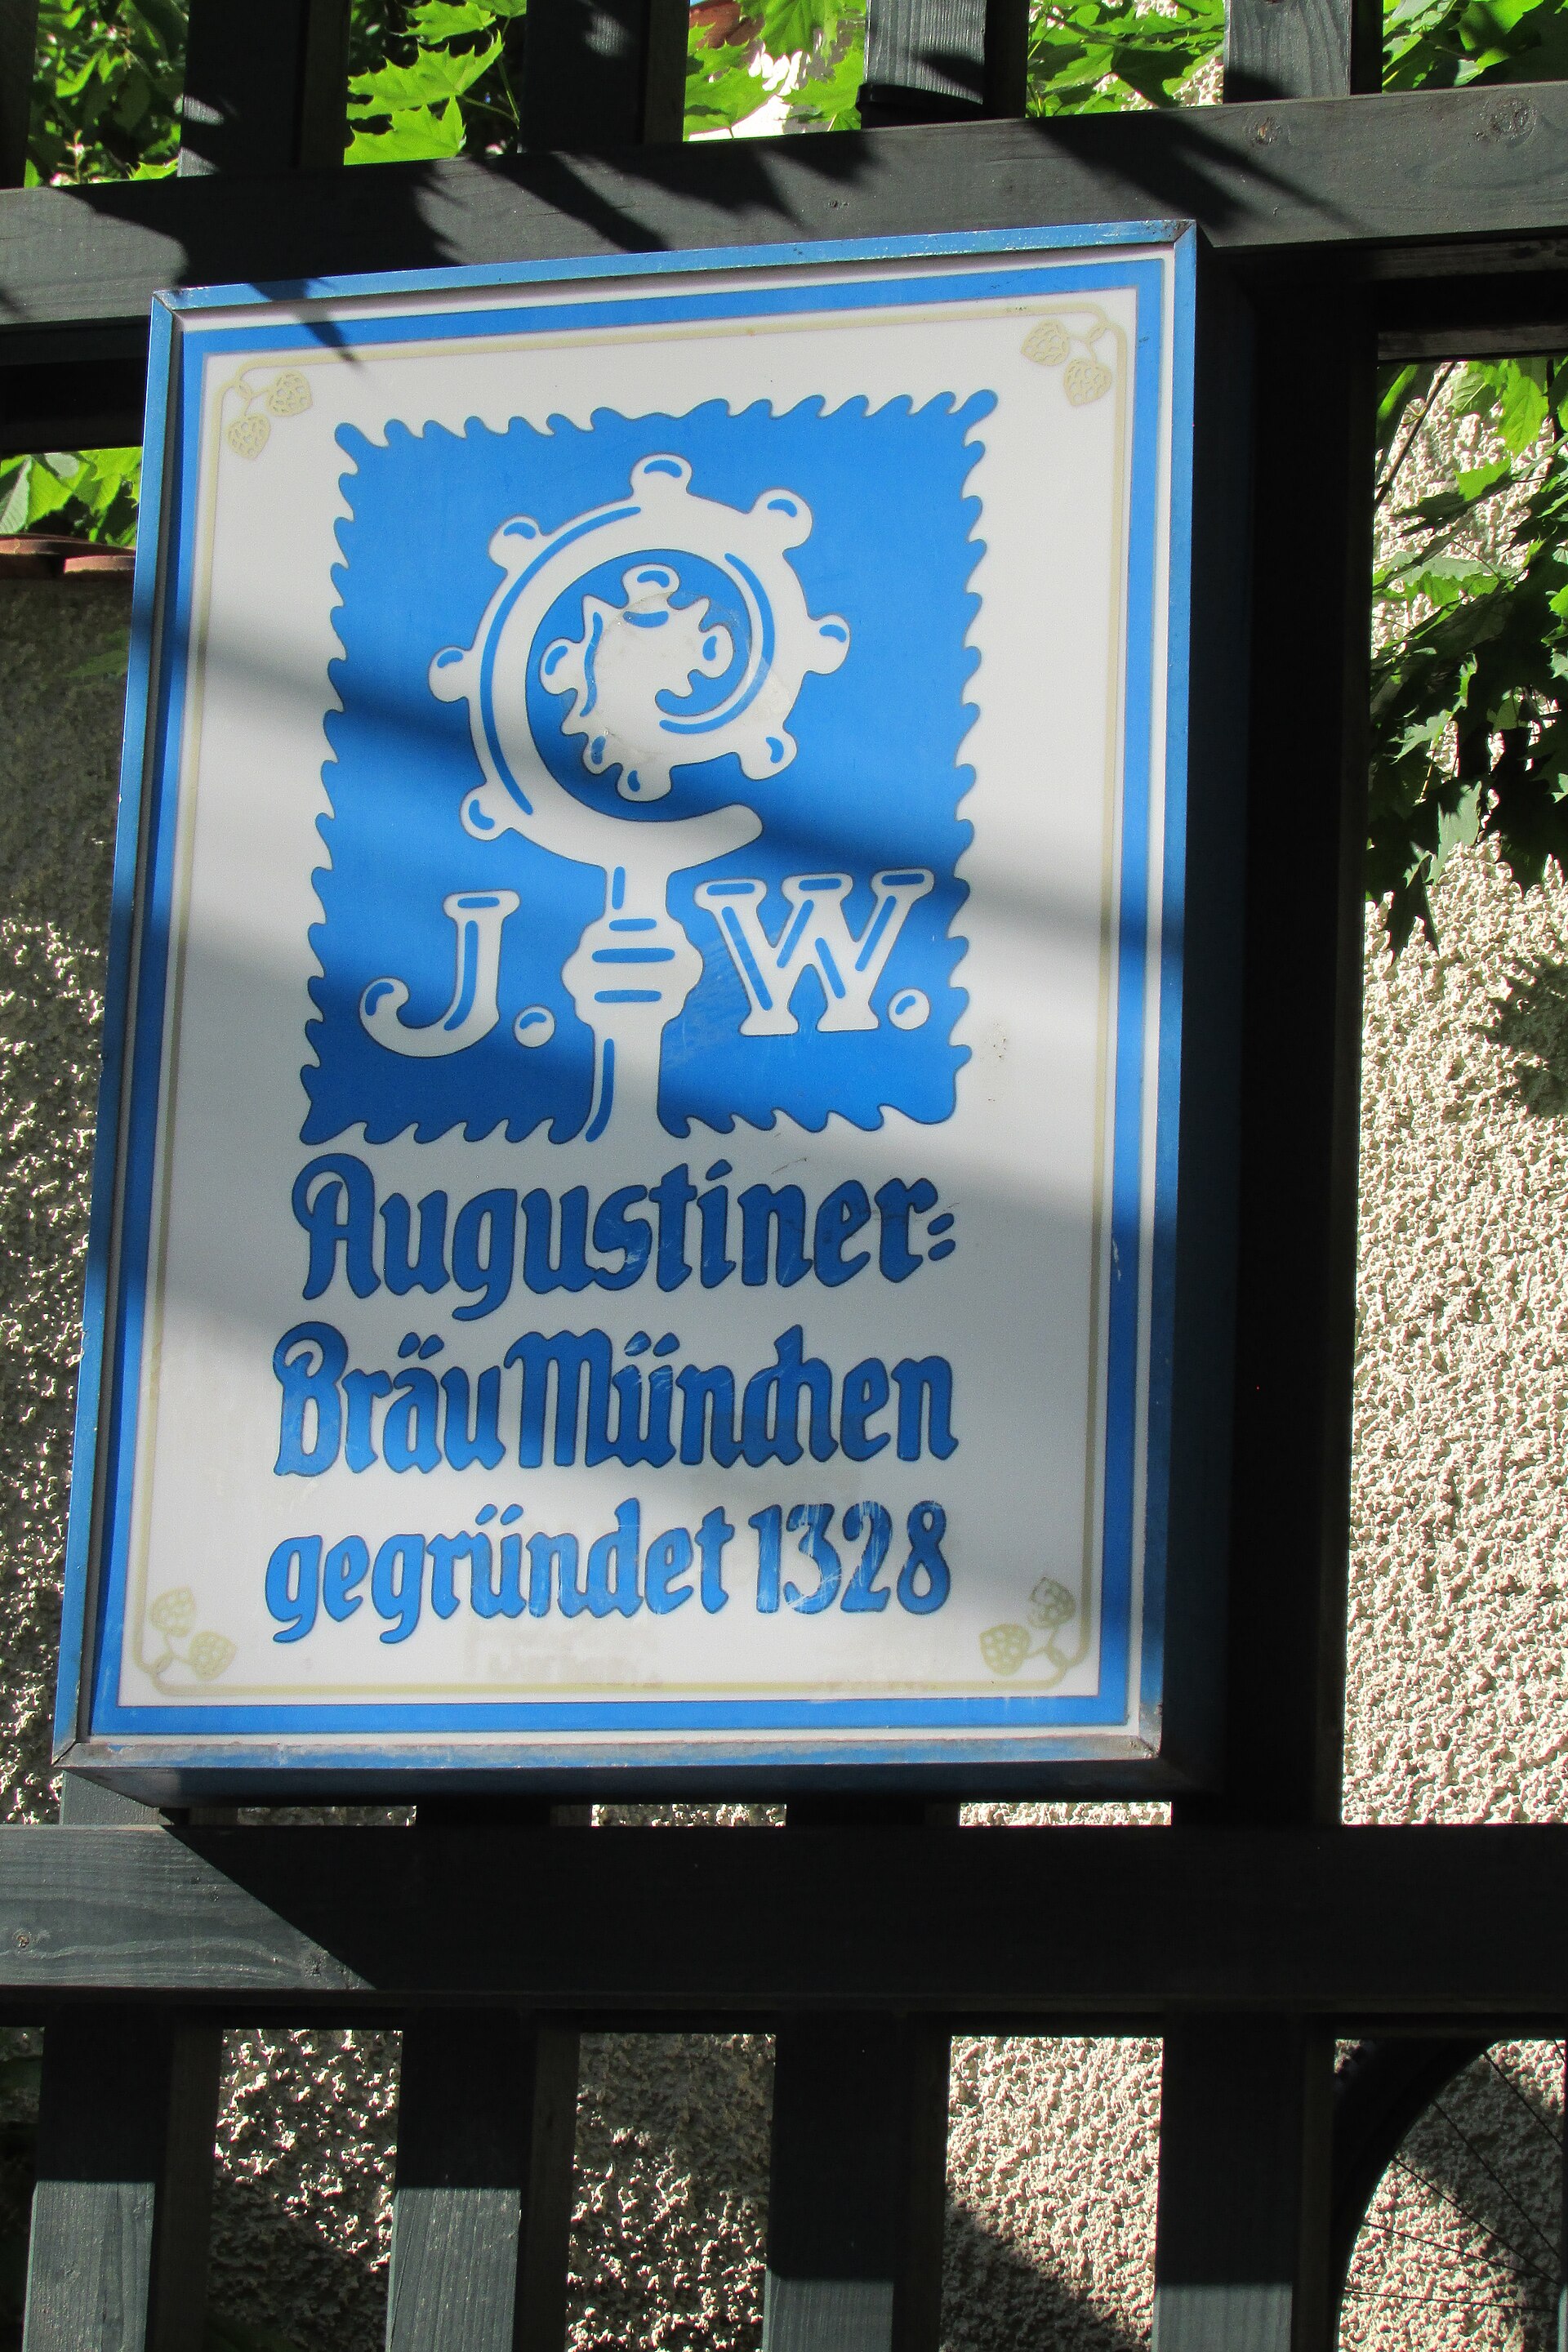 J. W.
Augustiner=
Bräu München
gegründet 1328